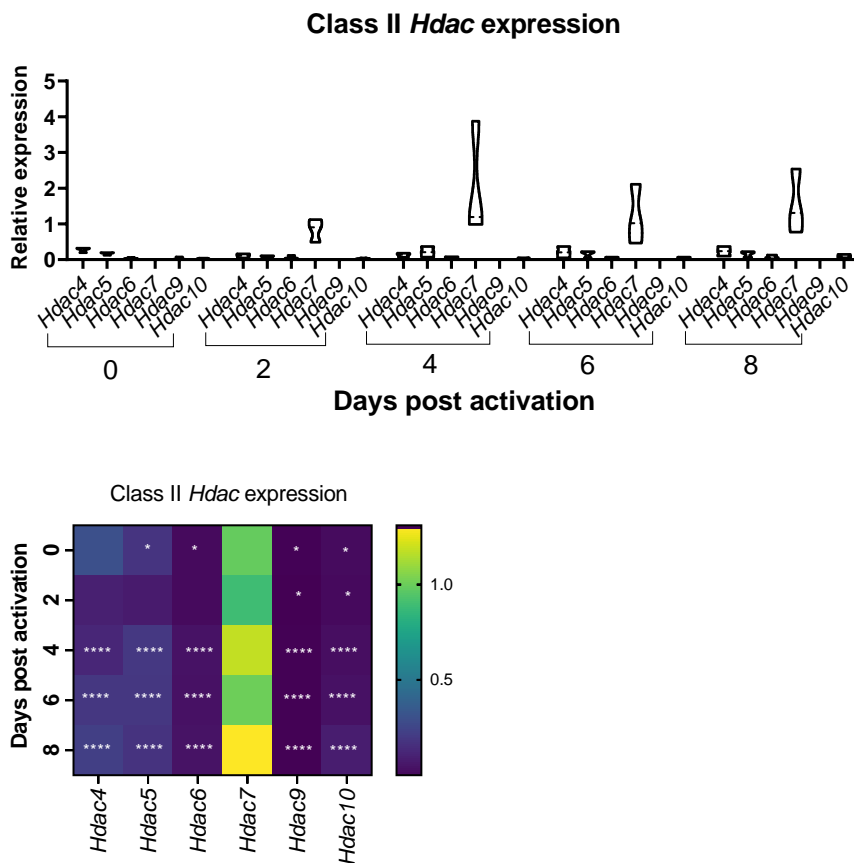 Class II Hdac expression
Relative expression
5
4
3
2
1
0
Hdac4 Hdac5 Hdac6 Hdac7 Hdac9 Hdac10 Hdac4 Hdac5 Hdac6 Hdac7 Hdac9 Hdac10 Hdac4 Hdac5 Hdac6 Hdac7 Hdac9 Hdac10 Hdac4 Hdac5 Hdac6 Hdac7 Hdac9 Hdac10 Hdac4 Hdac5 Hdac6 Hdac7 Hdac9 Hdac10
0 2 4 6 8
Days post activation
Class II Hdac expression
Days post activation
0 * * * *
2 * *
4 **** **** **** **** ****
6 **** **** **** **** ****
8 **** **** **** **** ****
Hdac4 Hdac5 Hdac6 Hdac7 Hdac9 Hdac10
1.0
0.5